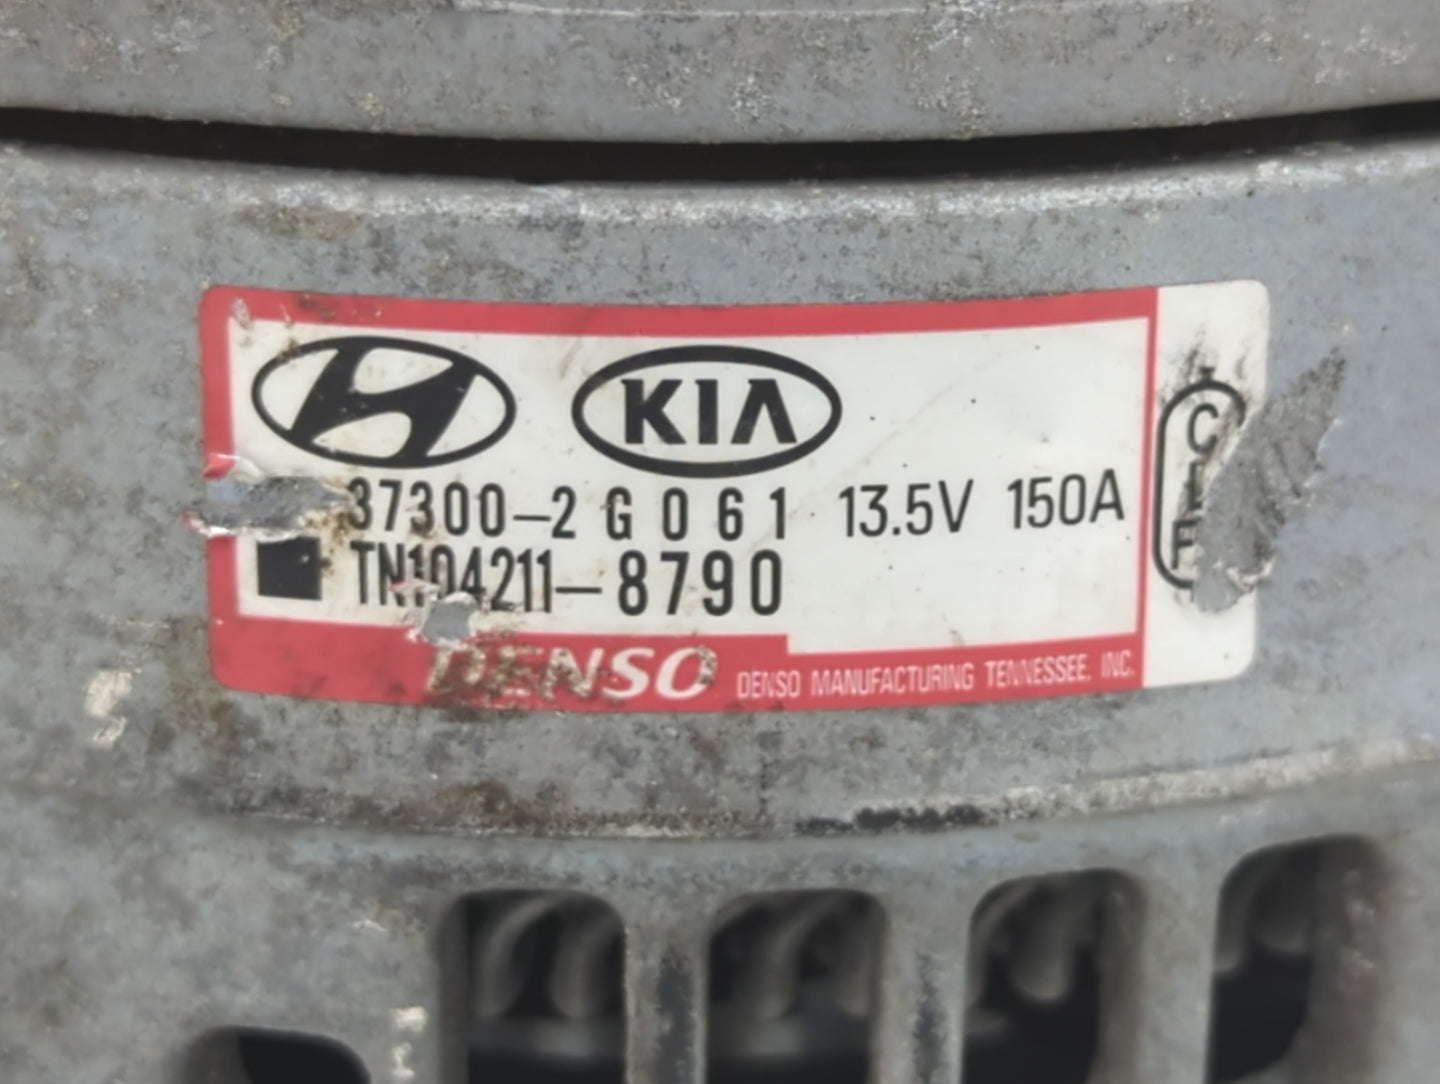 KIA
37300-2G061 13.5V 150A
TN104211-8790
DENSO DENSO MANUFACTURING TENNESSEE, INC.